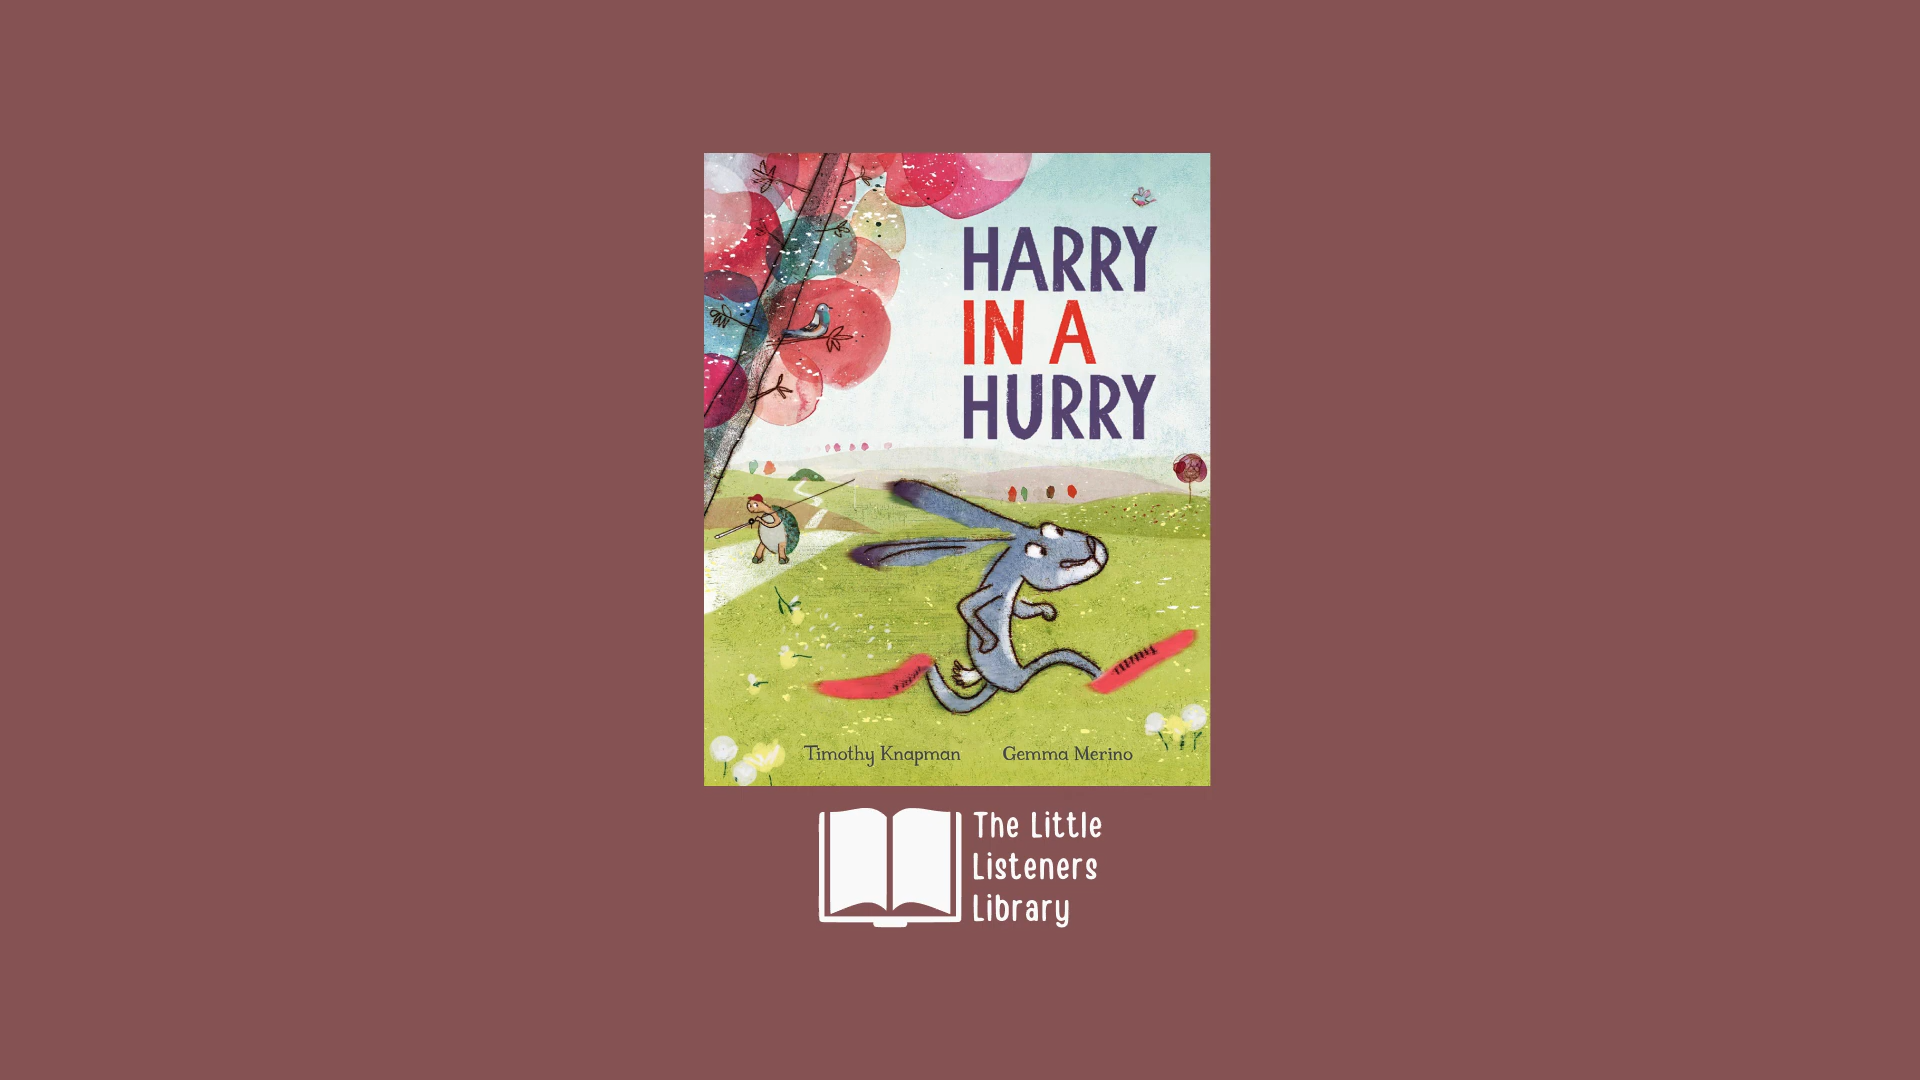 HARRY
IN A
HURRY
Timothy Knapman Gemma Merino
The Little
Listeners
Library